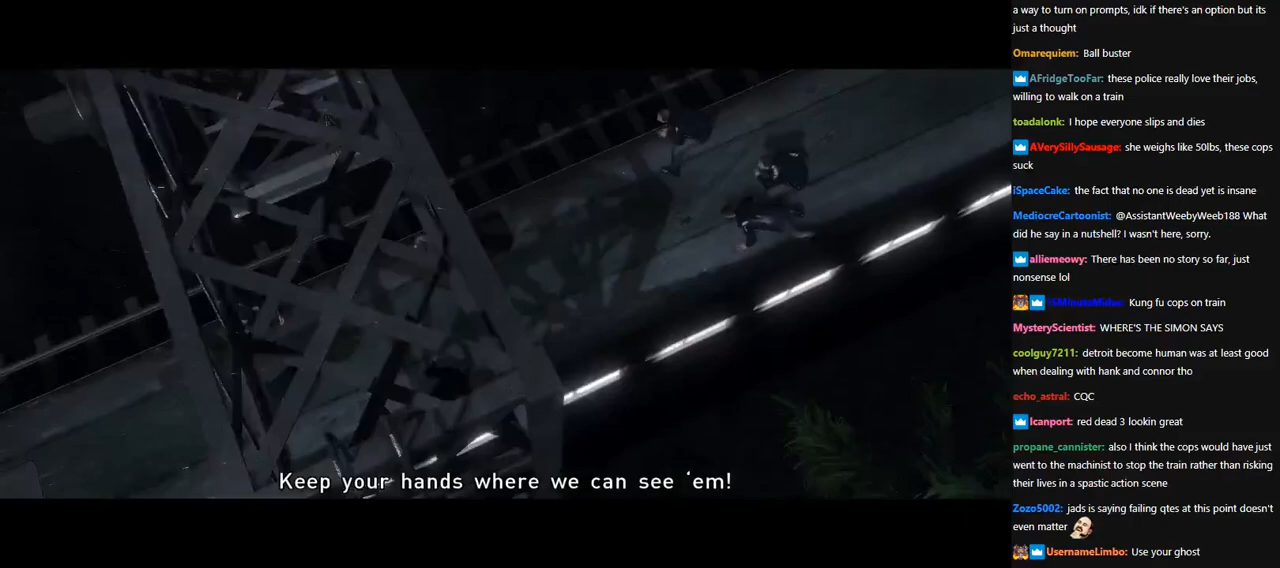 a way to turn on prompts, idk if there's an option but its
just a thought
Omarequiem: Ball buster
AFridgeTooFar: these police really love their jobs,
willing to walk on a train
toadalonk: I hope everyone slips and dies
AVerySillySausage: she weighs like 50lbs, these cops
suck
iSpaceCake: the fact that no one is dead yet is insane
MediocreCartoonist: @AssistantWeebyWeeb188 What
did he say in a nutshell? I wasn't here, sorry.
alliemeowy: There has been no story so far, just
nonsense lol
Kung fu cops on train
MysteryScientist: WHERE'S THE SIMON SAYS
coolguy7211: detroit become human was at least good
when dealing with hank and connor tho
echo_astral: CQC
Icanport: red dead 3 lookin great
propane_cannister: also I think the cops would have just
went to the machinist to stop the train rather than risking
their lives in a spastic action scene
Zozo5002: jads is saying failing qtes at this point doesn't
even matter
UsernameLimbo: Use your ghost
Keep your hands where we can see 'em!